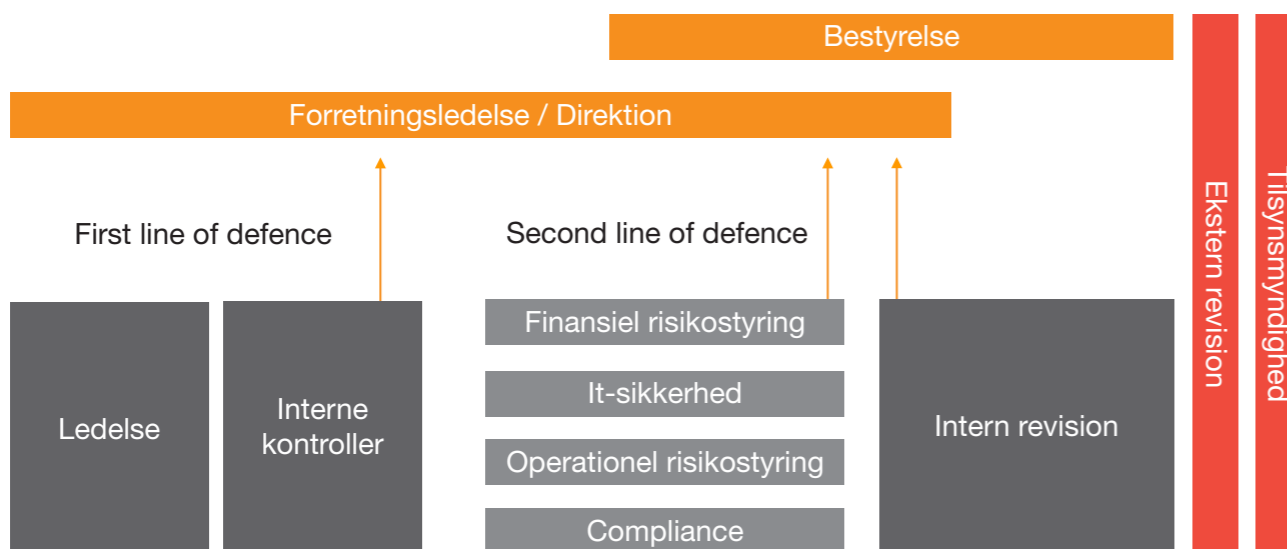 Bestyrelse
Forretningsledelse / Direktion
First line of defence
Second line of defence
Ledelse
Interne
kontroller
Finansiel risikostyring
It-sikkerhed
Operationel risikostyring
Compliance
Intern revision
Ekstern revision
Tilsynsmyndighed